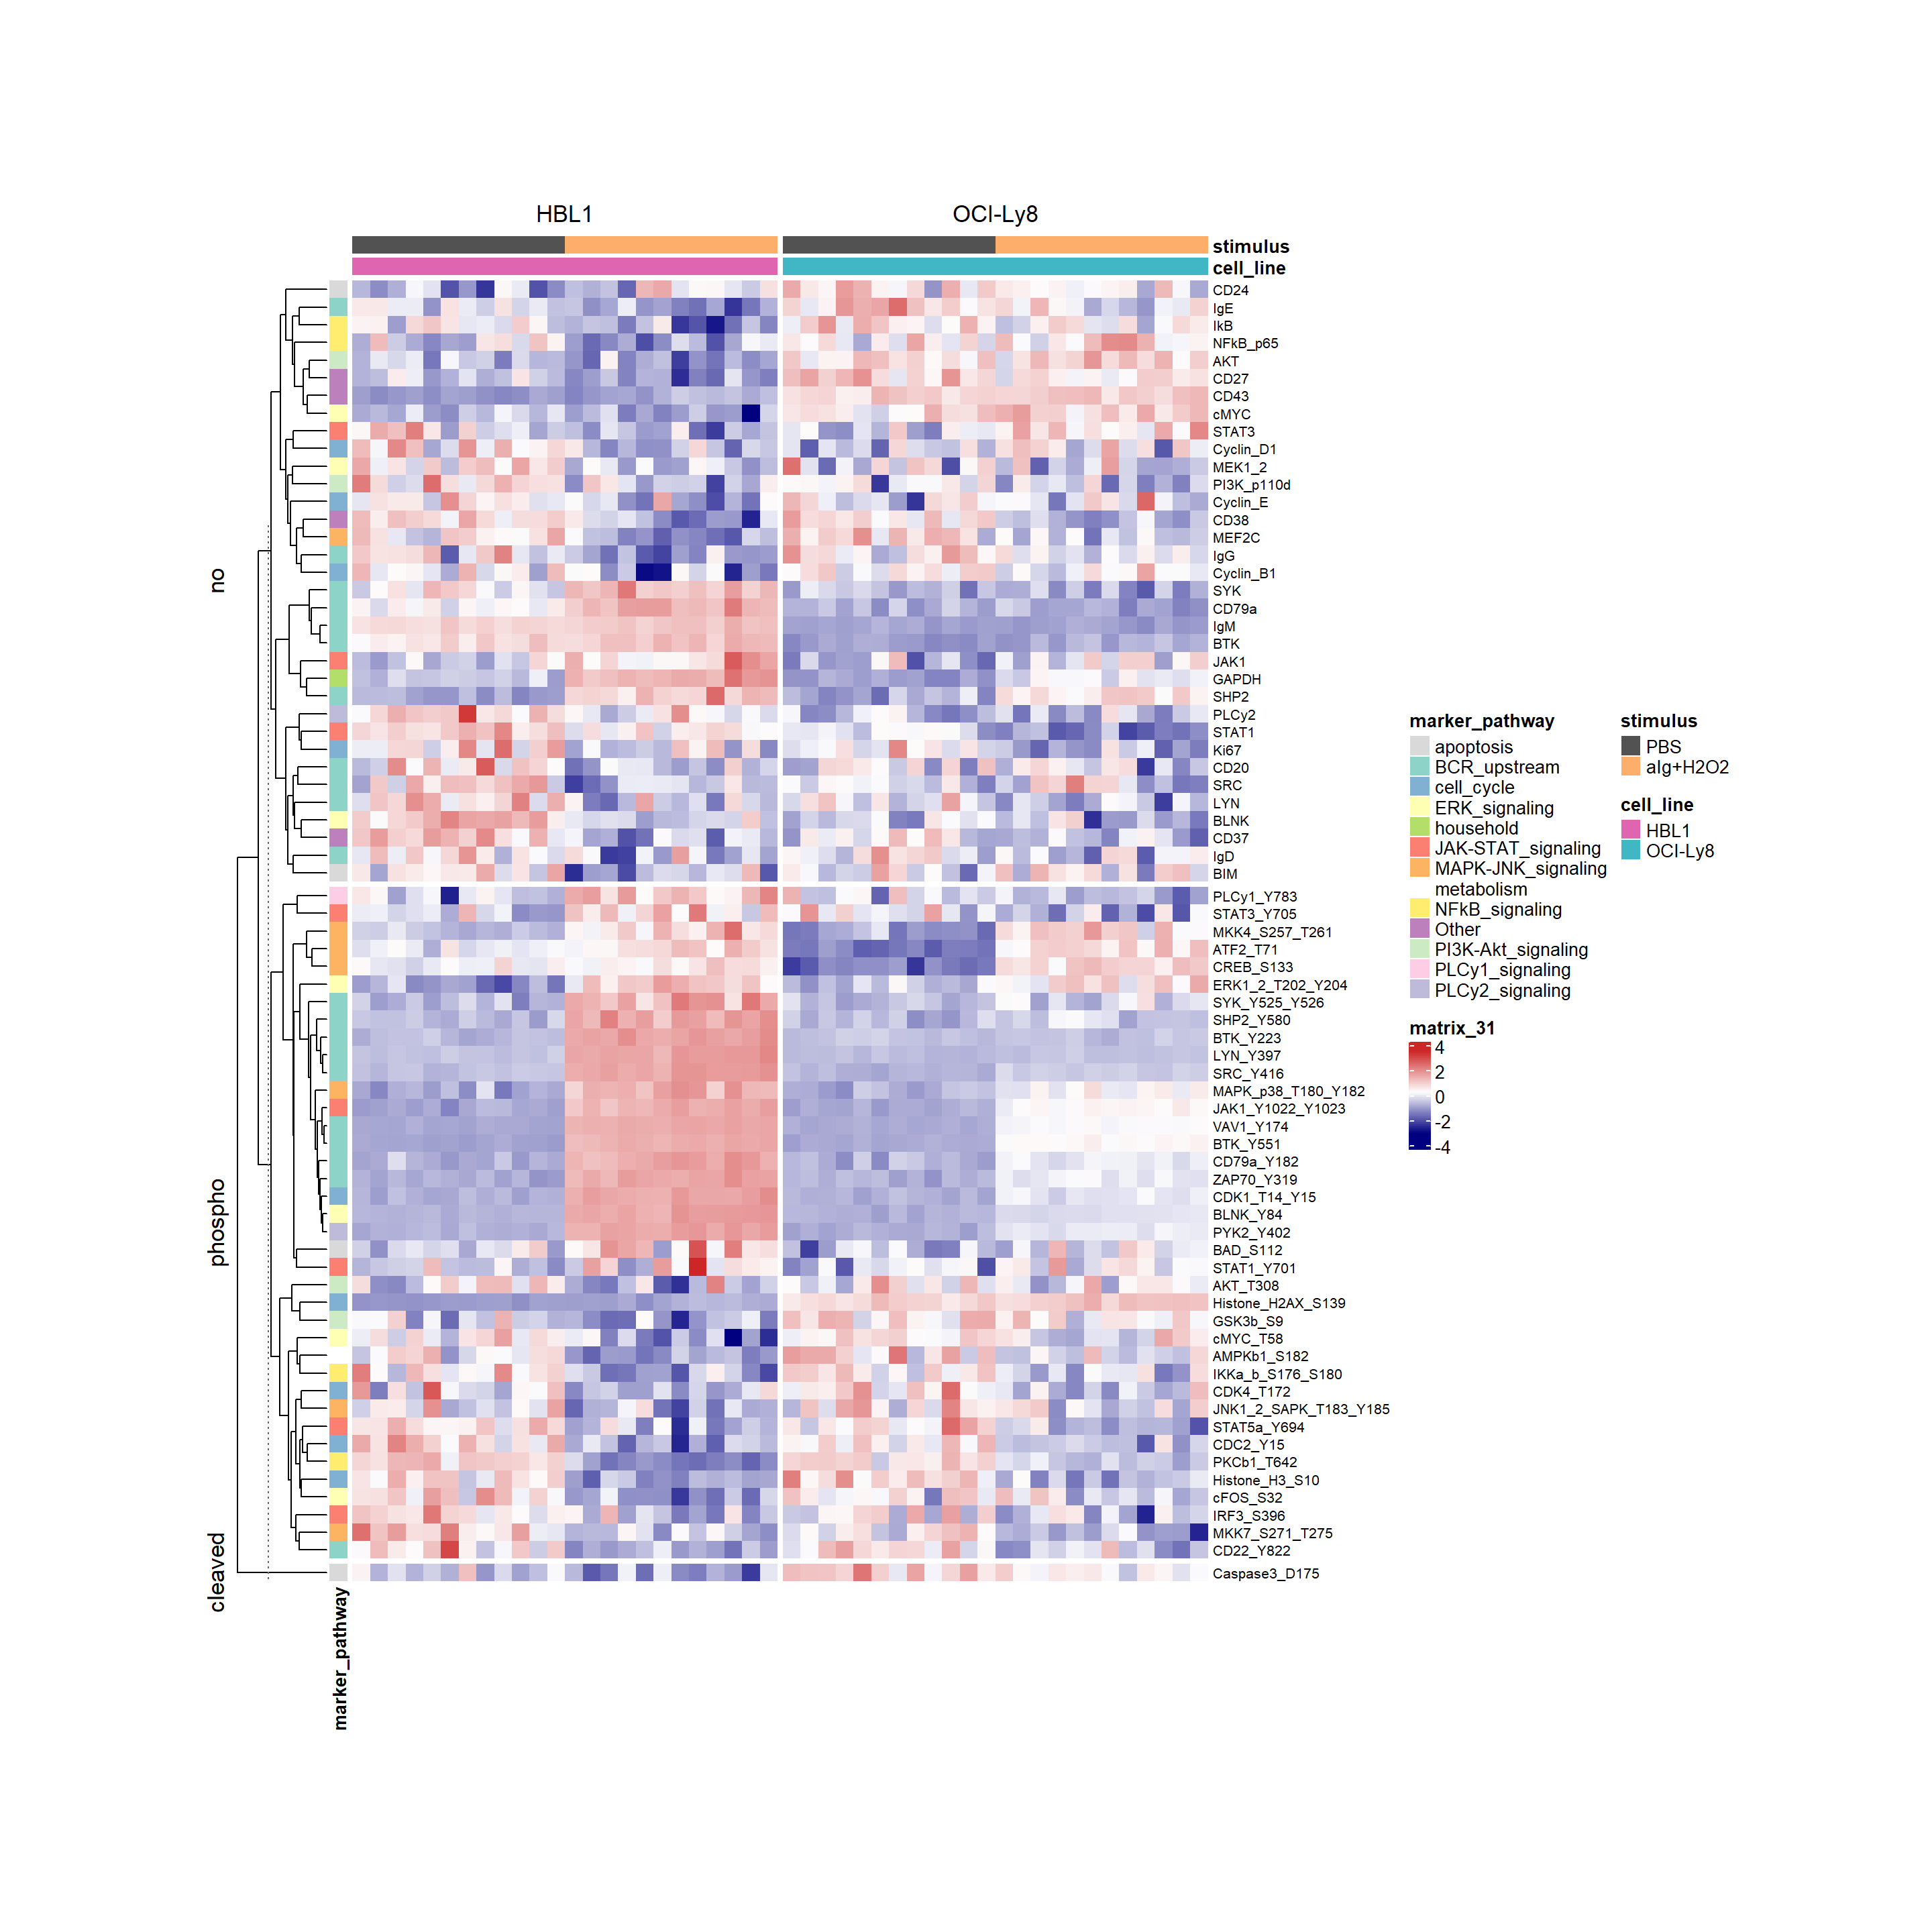 HBL1
OCI-Ly8
stimulus
cell_line
CD24
IgE
IkB
NFkB_p65
AKT
CD27
CD43
cMYC
STAT3
Cyclin_D1
MEK1_2
PI3K_p110d
Cyclin_E
CD38
MEF2C
IgG
Cyclin_B1
SYK
CD79a
IgM
BTK
JAK1
GAPDH
SHP2
PLCy2
STAT1
Ki67
CD20
SRC
LYN
BLNK
CD37
IgD
BIM
no
PLCy1_Y783
STAT3_Y705
MKK4_S257_T261
ATF2_T71
CREB_S133
ERK1_2_T202_Y204
SYK_Y525_Y526
SHP2_Y580
BTK_Y223
LYN_Y397
SRC_Y416
MAPK_p38_T180_Y182
JAK1_Y1022_Y1023
VAV1_Y174
BTK_Y551
CD79a_Y182
ZAP70_Y319
CDK1_T14_Y15
BLNK_Y84
PYK2_Y402
BAD_S112
STAT1_Y701
AKT_T308
Histone_H2AX_S139
GSK3b_S9
cMYC_T58
AMPKb1_S182
IKKa_b_S176_S180
CDK4_T172
JNK1_2_SAPK_T183_Y185
STAT5a_Y694
CDC2_Y15
PKCb1_T642
Histone_H3_S10
cFOS_S32
IRF3_S396
MKK7_S271_T275
CD22_Y822
phospho
Caspase3_D175
cleaved
marker_pathway
marker_pathway
apoptosis
BCR_upstream
cell_cycle
ERK_signaling
household
JAK-STAT_signaling
MAPK-JNK_signaling
metabolism
NFkB_signaling
Other
PI3K-Akt_signaling
PLCy1_signaling
PLCy2_signaling
stimulus
PBS
aIg+H2O2
cell_line
HBL1
OCI-Ly8
matrix_31
4
2
0
-2
-4